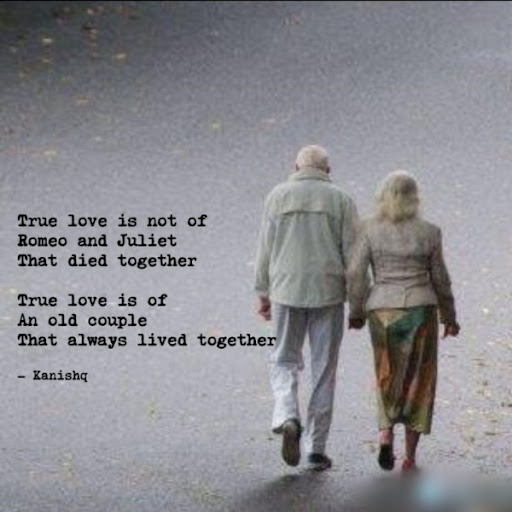 True love is not of
Romeo and Juliet
That died together
True love is of
An old couple
That always lived together
- Kanishq